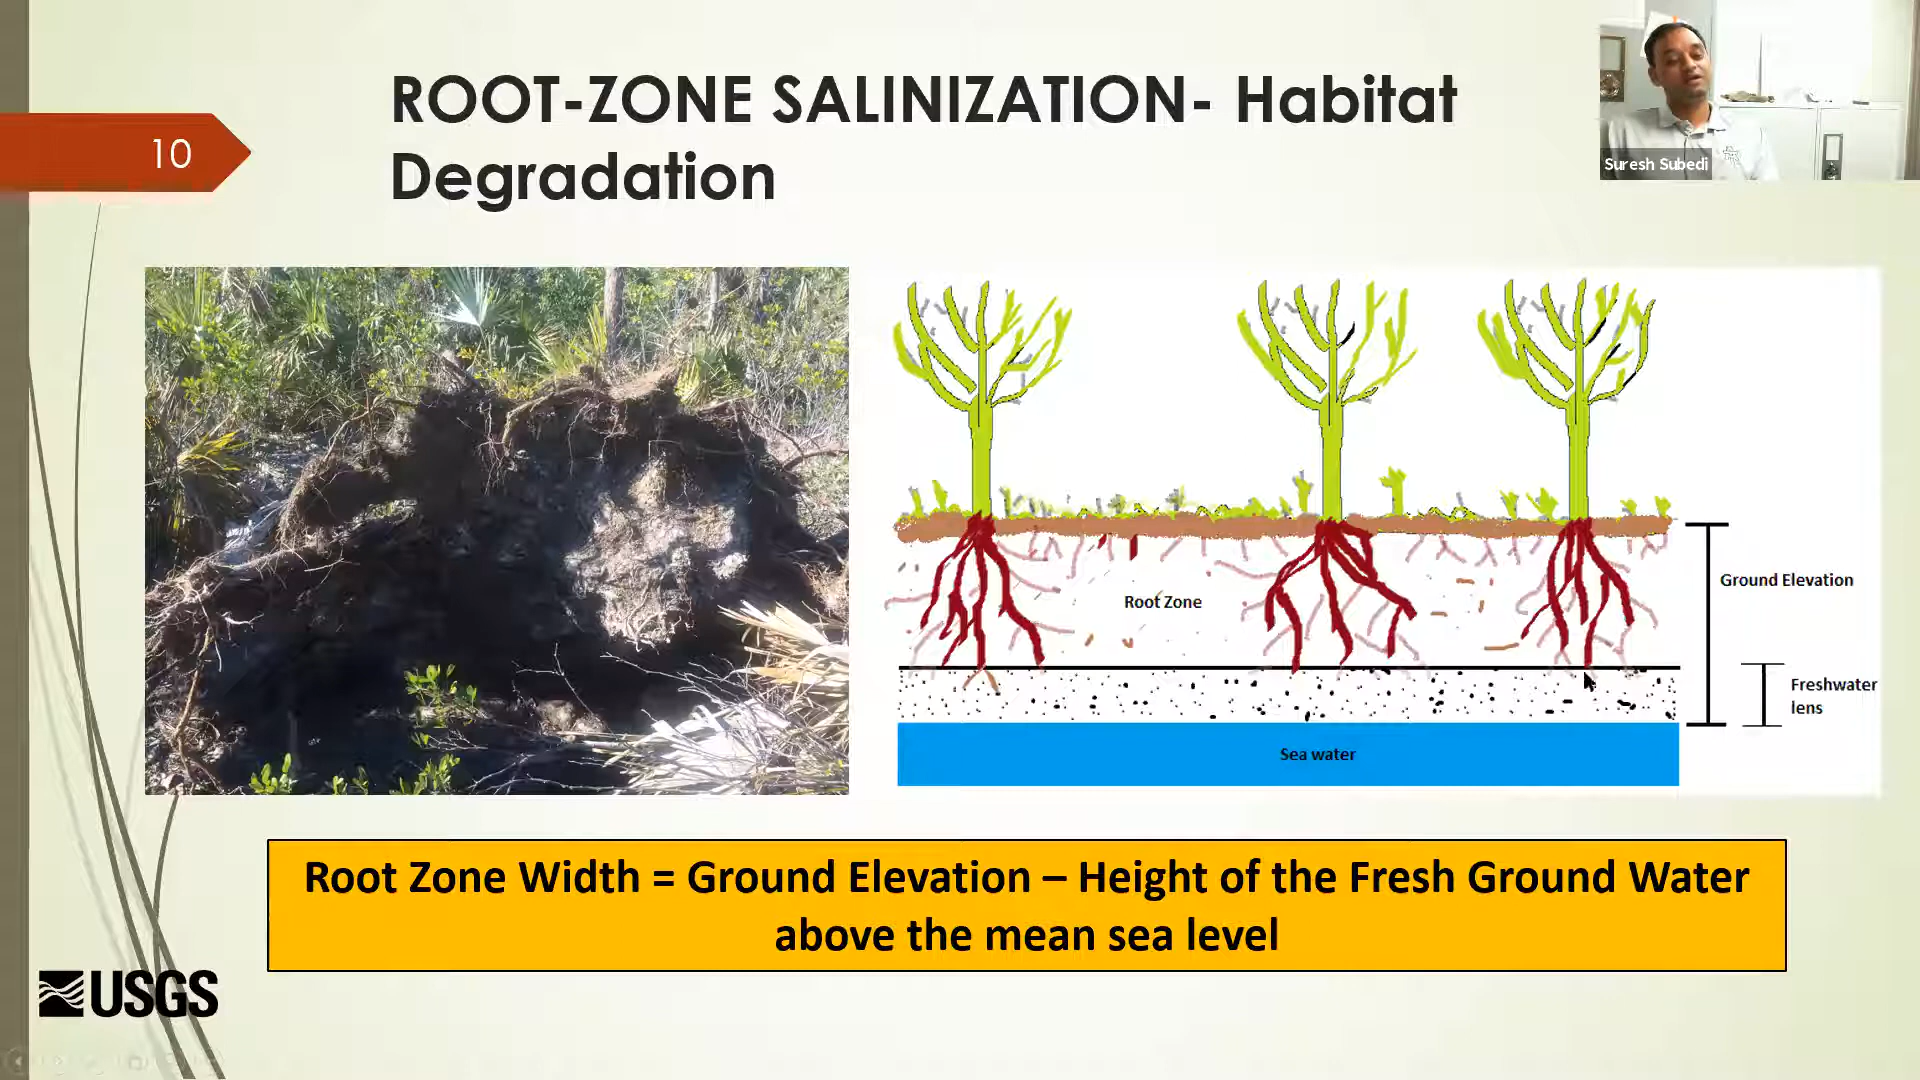 10
ROOT-ZONE SALINIZATION- Habitat
Degradation
Suresh Subedi
Root Zone
Ground Elevation
Freshwater
lens
Sea water
Root Zone Width = Ground Elevation – Height of the Fresh Ground Water
above the mean sea level
USGS